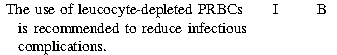 The use of leucocyte-depleted PRBCs I B
is recommended to reduce infectious
complications.